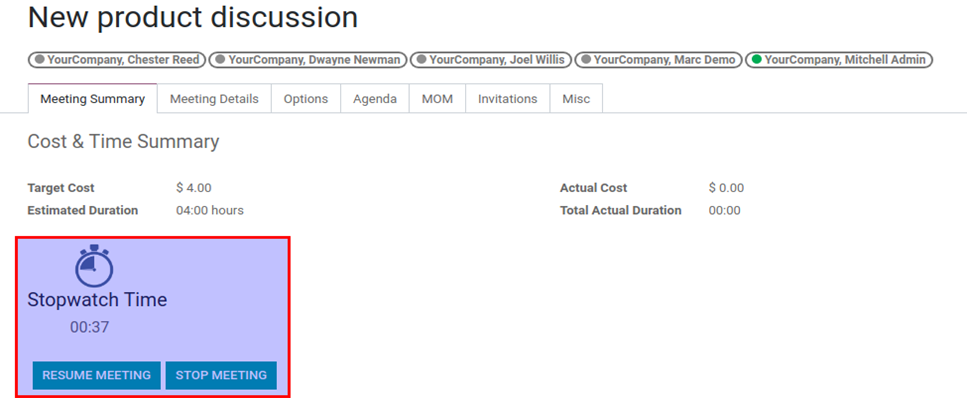 New product discussion
YourCompany, Chester Reed YourCompany, Dwayne Newman YourCompany, Joel Willis YourCompany, Marc Demo YourCompany, Mitchell Admin
Meeting Summary Meeting Details Options Agenda MOM Invitations Misc
Cost & Time Summary
Target Cost $ 4.00 Actual Cost $ 0.00
Estimated Duration 04:00 hours Total Actual Duration 00:00
Stopwatch Time
00:37
RESUME MEETING STOP MEETING